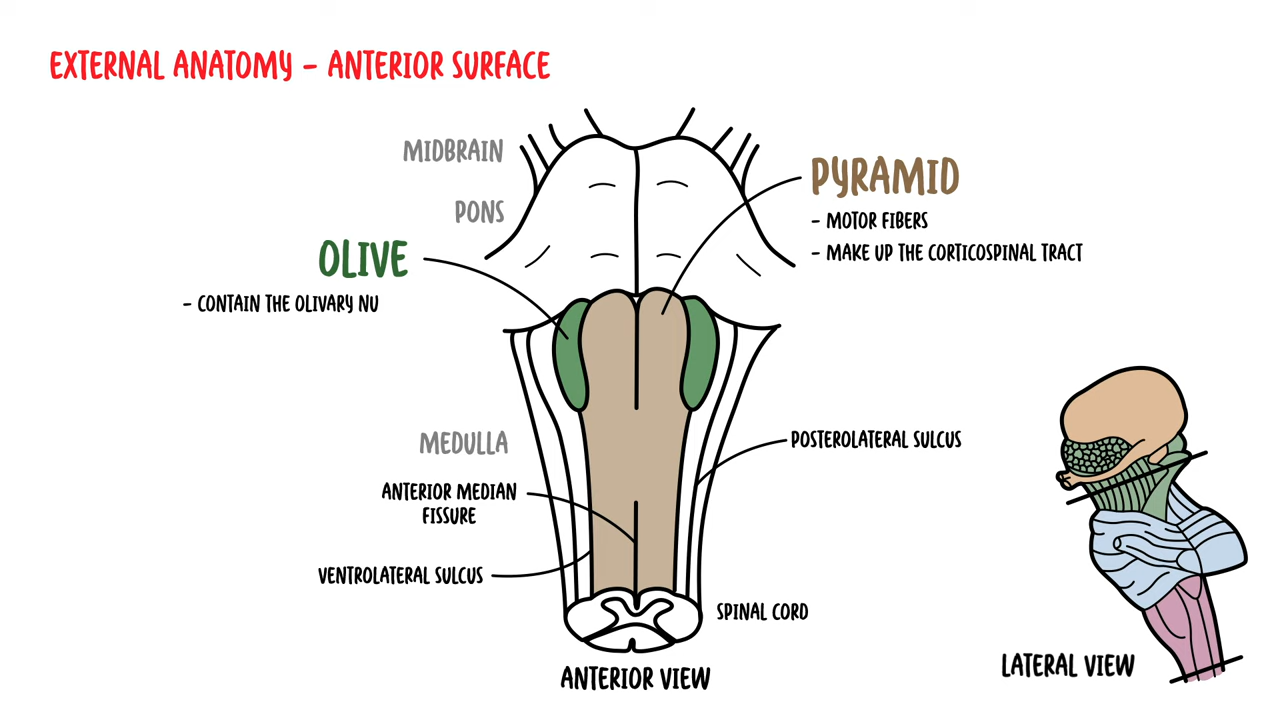 EXTERNAL ANATOMY - ANTERIOR SURFACE
MIDBRAIN
PONS
OLIVE
- CONTAIN THE OLIVARY NU
PYRAMID
- MOTOR FIBERS
- MAKE UP THE CORTICOSPINAL TRACT
MEDULLA
ANTERIOR MEDIAN
FISSURE
VENTROLATERAL SULCUS
POSTEROLATERAL SULCUS
SPINAL CORD
ANTERIOR VIEW
LATERAL VIEW